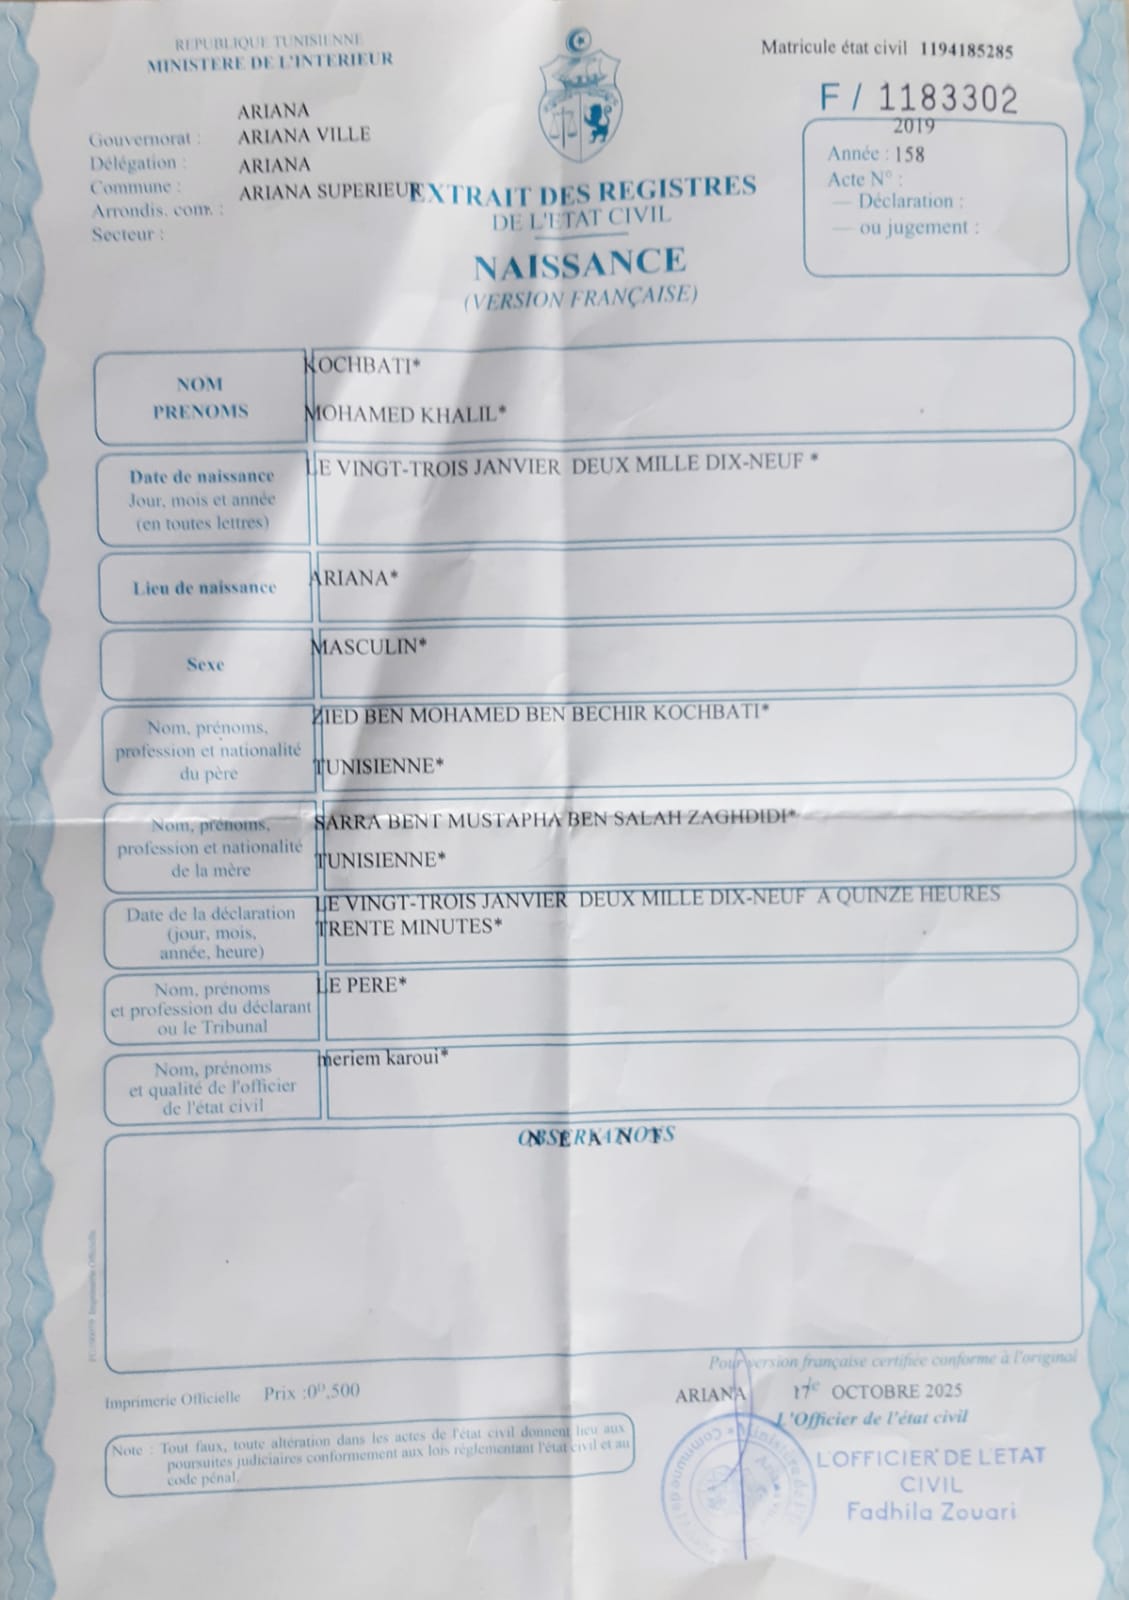 REPUBLIQUE TUNISIENNE
MINISTERE DE L'INTERIEUR
Matricule état civil 1194185285
F / 1183302
Gouvernorat : ARIANA
Délégation : ARIANA VILLE
Commune : ARIANA
Arrondis. com. : ARIANA SUPERIEUR
Secteur :
2019
Année : 158
Acte N° :
— Déclaration :
— ou jugement :
EXTRAIT DES REGISTRES
DE L'ETAT CIVIL
NAISSANCE
(VERSION FRANÇAISE)
NOM KOCHBATI*
PRENOMS MOHAMED KHALIL*
Date de naissance LE VINGT-TROIS JANVIER DEUX MILLE DIX-NEUF *
Jour, mois et année
(en toutes lettres)
Lieu de naissance ARIANA*
Sexe MASCULIN*
Nom, prénoms, ZIED BEN MOHAMED BEN BECHIR KOCHBATI*
profession et nationalité
du père TUNISIENNE*
Nom, prénoms, SARRA BENT MUSTAPHA BEN SALAH ZAGHDIDI*
profession et nationalité
de la mère TUNISIENNE*
Date de la déclaration LE VINGT-TROIS JANVIER DEUX MILLE DIX-NEUF A QUINZE HEURES
(jour, mois, TRENTE MINUTES*
année, heure)
Nom, prénoms LE PERE*
et profession du déclarant
ou le Tribunal
Nom, prénoms meriem karoui*
et qualité de l'officier
de l'état civil
OBSERVATIONS
Pour version française certifiée conforme à l'original
Imprimerie Officielle Prix :0ᴰ,500
ARIANA 17 OCTOBRE 2025
L'Officier de l'état civil
Note : Tout faux, toute altération dans les actes de l'état civil donnent lieu aux
poursuites judiciaires conformement aux lois réglementant l'état civil et au
code pénal.
L'OFFICIER DE L'ETAT
CIVIL
Fadhila Zouari